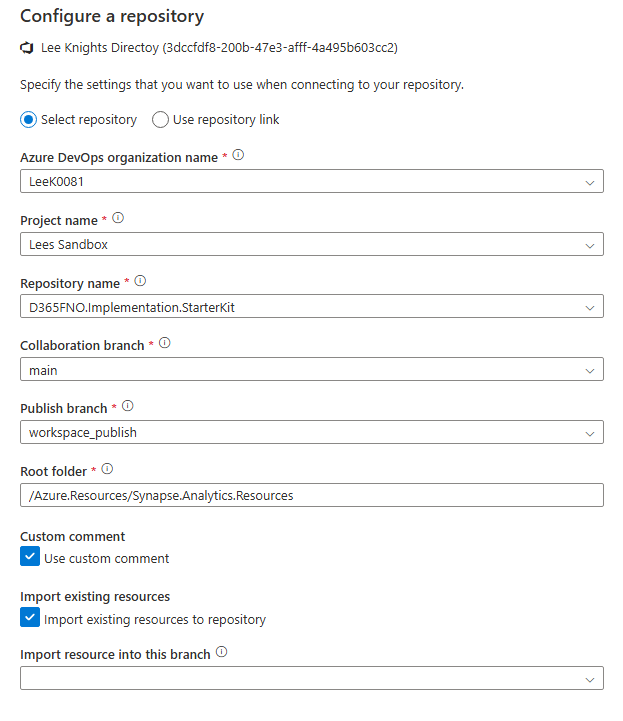 Configure a repository
Lee Knights Directoy (3dccfdf8-200b-47e3-afff-4a495b603cc2)
Specify the settings that you want to use when connecting to your repository.
Select repository Use repository link
Azure DevOps organization name *
LeeK0081
Project name *
Lees Sandbox
Repository name *
D365FNO.Implementation.StarterKit
Collaboration branch *
main
Publish branch *
workspace_publish
Root folder *
/Azure.Resources/Synapse.Analytics.Resources
Custom comment
Use custom comment
Import existing resources
Import existing resources to repository
Import resource into this branch